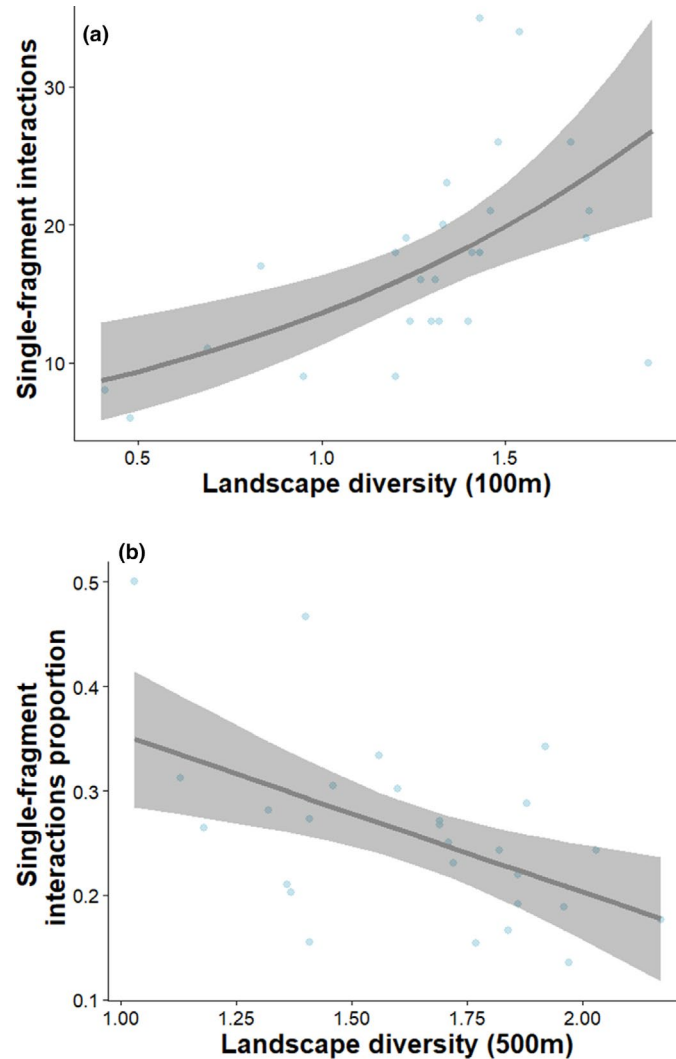 (a)
Single-fragment interactions
30
20
10
0.5 1.0 1.5
Landscape diversity (100m)
(b)
Single-fragment
interactions proportion
0.5
0.4
0.3
0.2
0.1
1.00 1.25 1.50 1.75 2.00
Landscape diversity (500m)